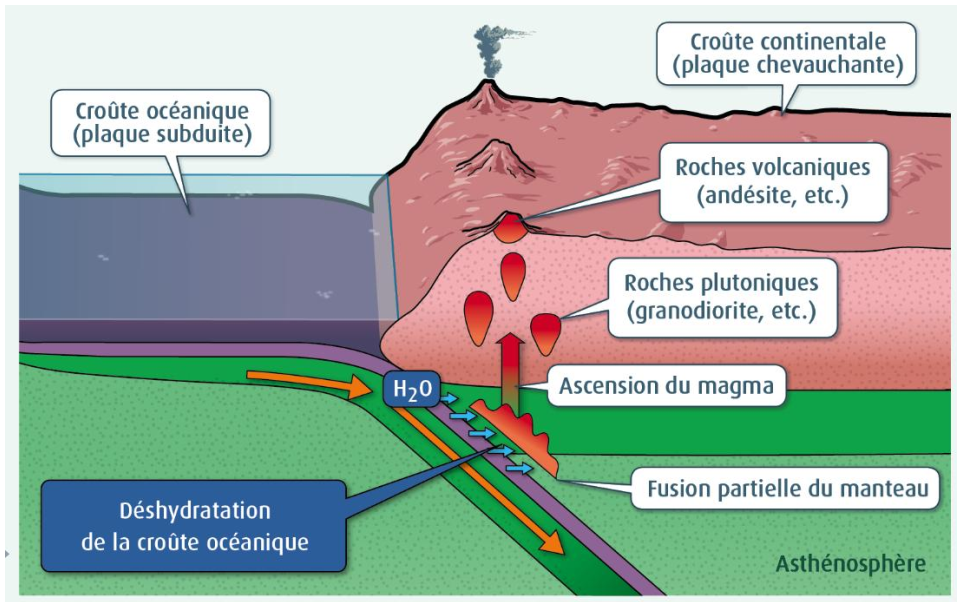 Croûte continentale
(plaque chevauchante)
Croûte océanique
(plaque subduite)
Roches volcaniques
(andésite, etc.)
Roches plutoniques
(granodiorite, etc.)
H₂O
Ascension du magma
Fusion partielle du manteau
Déshydratation
de la croûte océanique
Asthénosphère